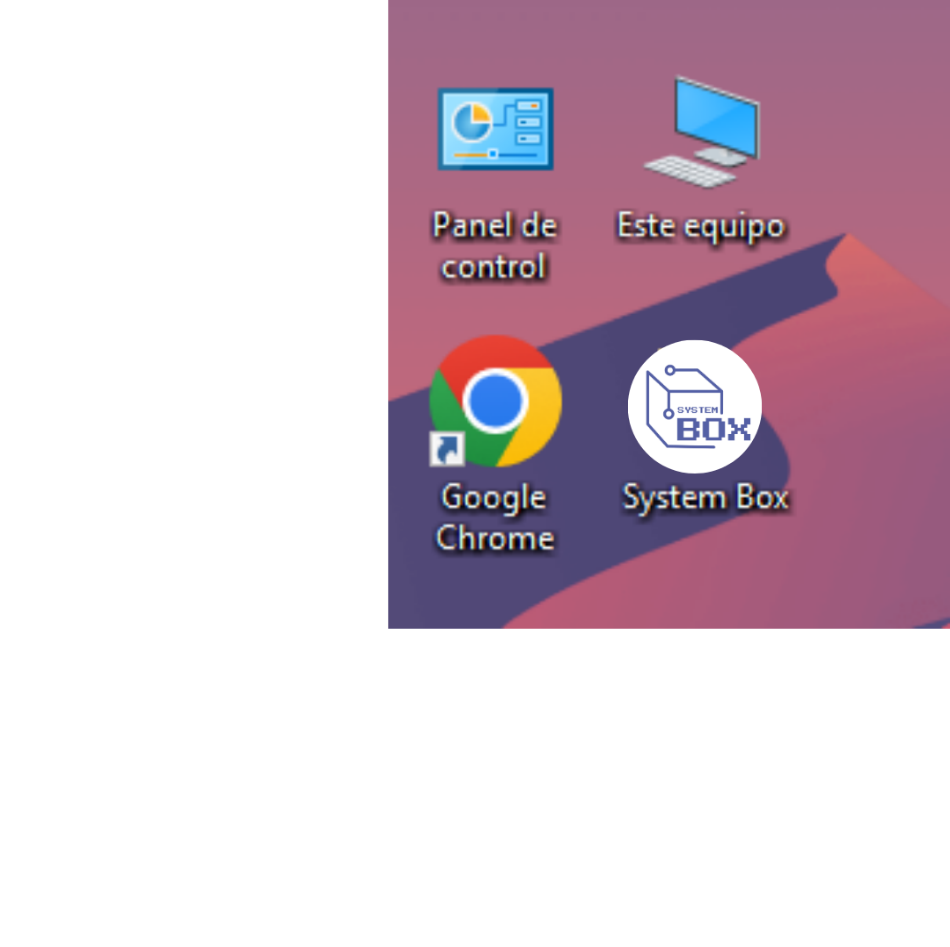 Panel de
control
Este equipo
Google
Chrome
SYSTEM
BOX
System Box